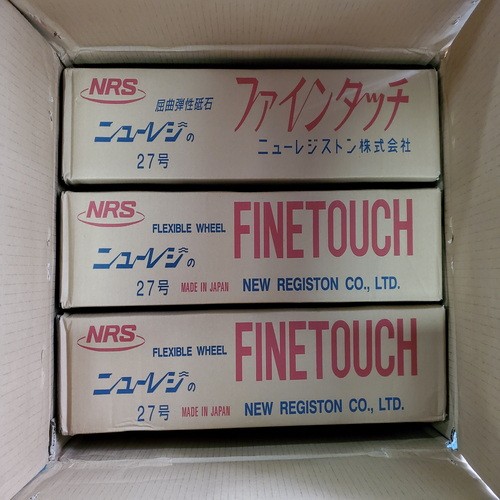 NRS
屈曲弾性砥石 ファインタッチ
ニューレジの ニューレジストン株式会社
27号
NRS
FLEXIBLE WHEEL FINETOUCH
ニューレジの
27号 MADE IN JAPAN NEW REGISTON CO., LTD.
NRS
FLEXIBLE WHEEL FINETOUCH
ニューレジの
27号 MADE IN JAPAN NEW REGISTON CO., LTD.